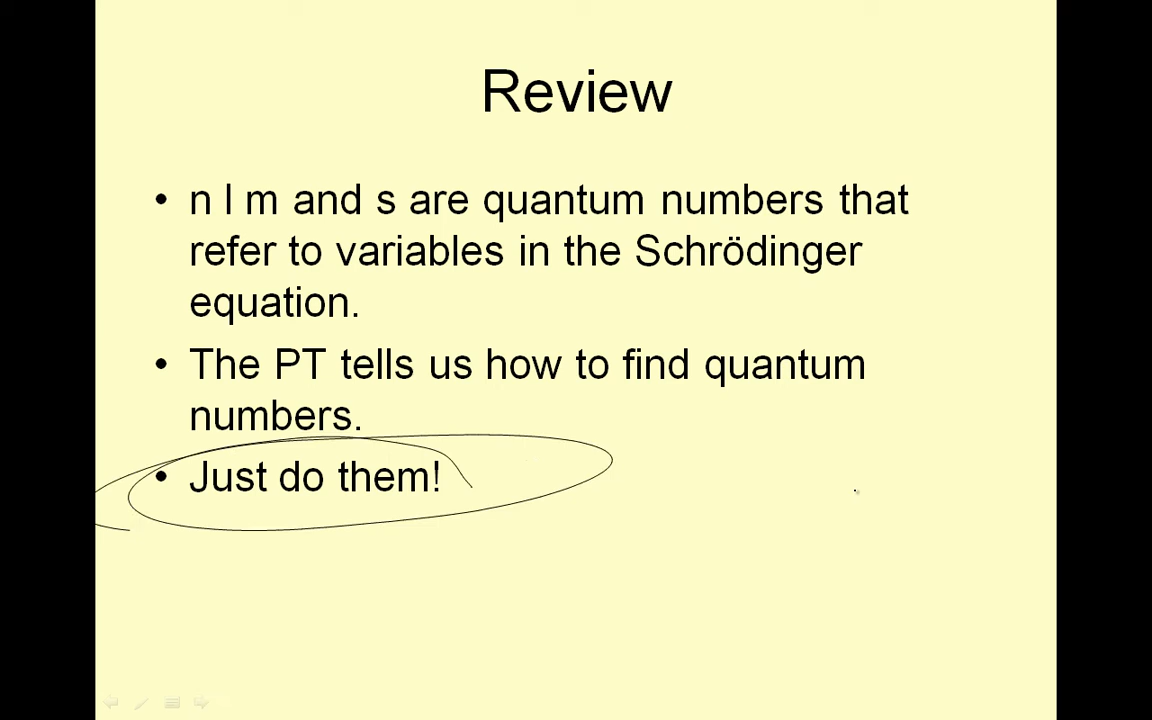 Review
• n l m and s are quantum numbers that
refer to variables in the Schrödinger
equation.
• The PT tells us how to find quantum
numbers.
• Just do them!